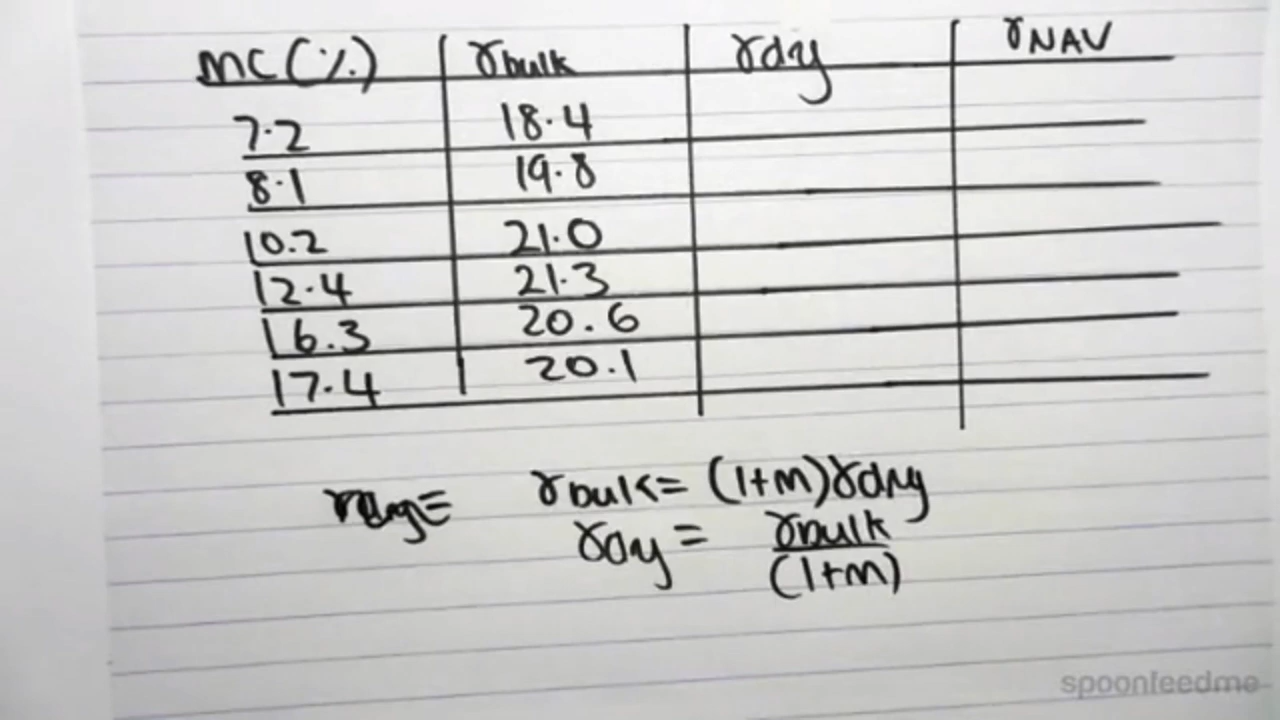 MC(%) γbulk γdry γNAV
7.2 18.4
8.1 19.8
10.2 21.0
12.4 21.3
16.3 20.6
17.4 20.1
γbulk= (1+m)γdry
γdry = γbulk
(1+m)
spoonfeedme